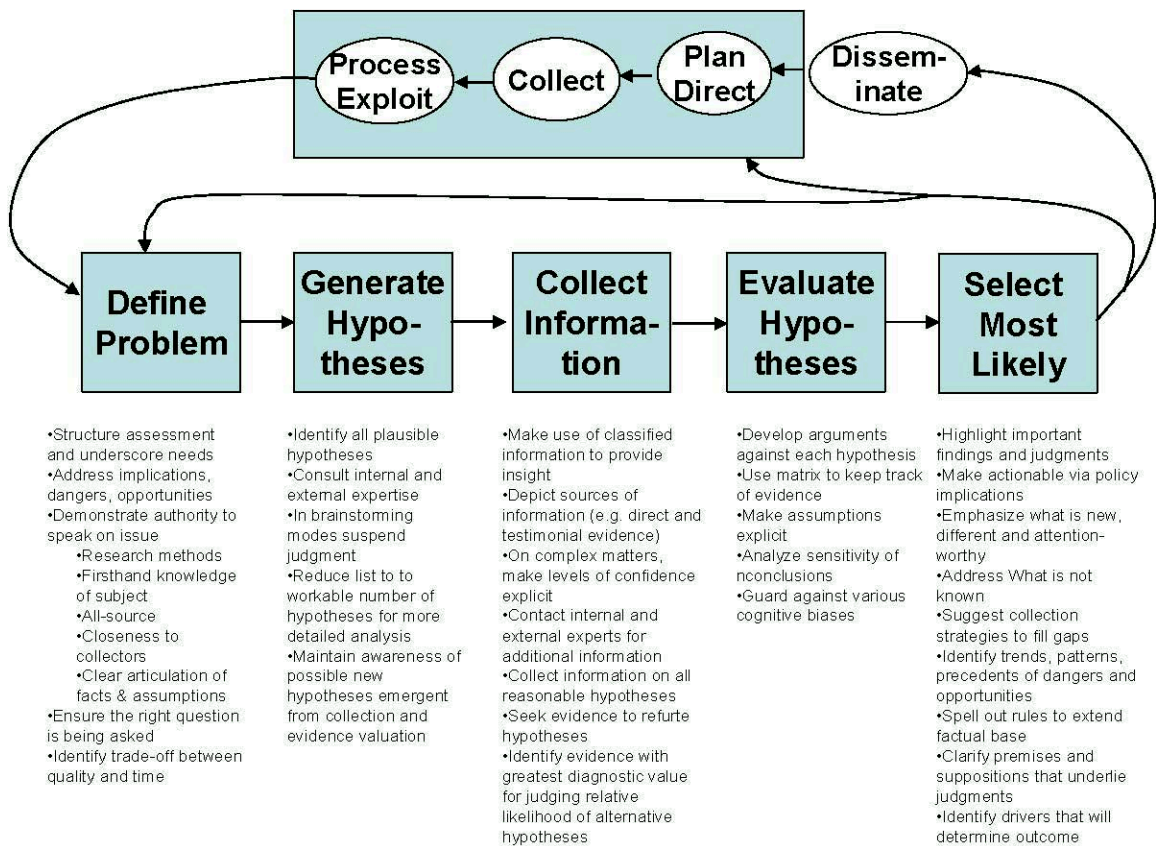 Process
Exploit
Collect
Plan
Direct
Dissem-
inate
Define
Problem
Generate
Hypo-
theses
Collect
Informa-
tion
Evaluate
Hypo-
theses
Select
Most
Likely
•Structure assessment
and underscore needs
•Address implications,
dangers, opportunities
•Demonstrate authority to
speak on issue
•Research methods
•Firsthand knowledge
of subject
•All-source
•Closeness to
collectors
•Clear articulation of
facts & assumptions
•Ensure the right question
is being asked
•Identify trade-off between
quality and time
•Identify all plausible
hypotheses
•Consult internal and
external expertise
•In brainstorming
modes suspend
judgment
•Reduce list to to
workable number of
hypotheses for more
detailed analysis
•Maintain awareness of
possible new
hypotheses emergent
from collection and
evidence valuation
•Make use of classified
information to provide
insight
•Depict sources of
information (e.g. direct and
testimonial evidence)
•On complex matters,
make levels of confidence
explicit
•Contact internal and
external experts for
additional information
•Collect information on all
reasonable hypotheses
•Seek evidence to refurte
hypotheses
•Identify evidence with
greatest diagnostic value
for judging relative
likelihood of alternative
hypotheses
•Develop arguments
against each hypothesis
•Use matrix to keep track
of evidence
•Make assumptions
explicit
•Analyze sensitivity of
nconclusions
•Guard against various
cognitive biases
•Highlight important
findings and judgments
•Make actionable via policy
implications
•Emphasize what is new,
different and attention-
worthy
•Address What is not
known
•Suggest collection
strategies to fill gaps
•Identify trends, patterns,
precedents of dangers and
opportunities
•Spell out rules to extend
factual base
•Clarify premises and
suppositions that underlie
judgments
•Identify drivers that will
determine outcome